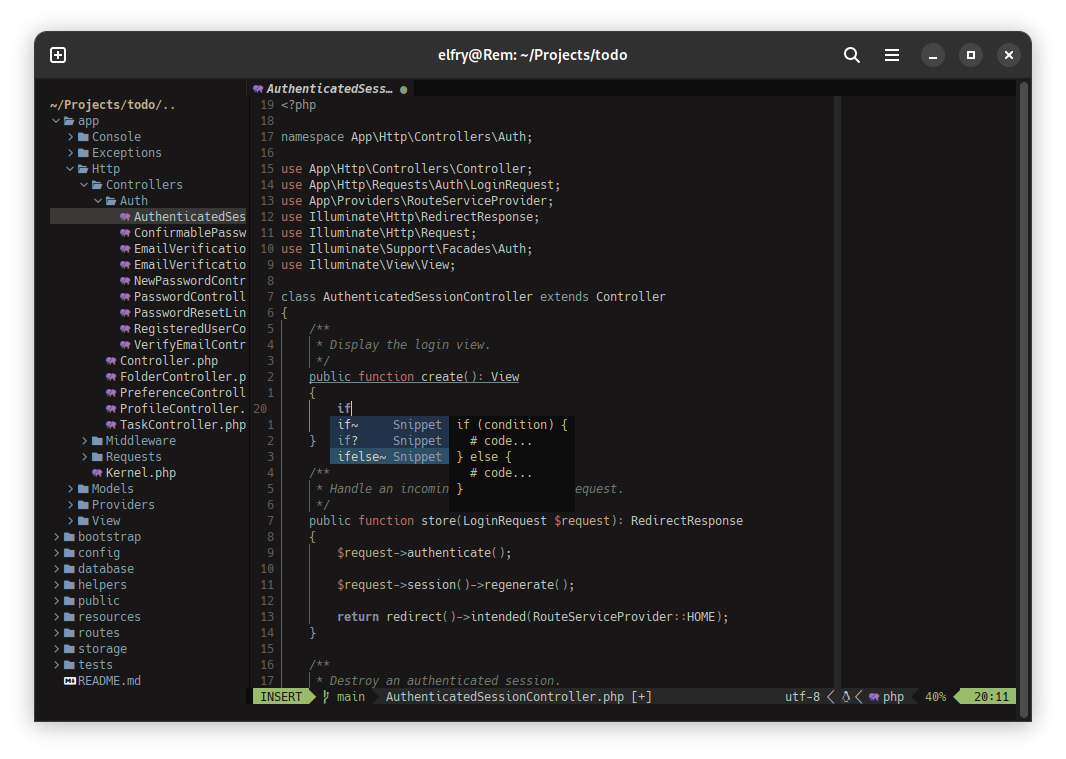 elfry@Rem: ~/Projects/todo
AuthenticatedSess…
~/Projects/todo/..
app
Console
Exceptions
Http
Controllers
Auth
AuthenticatedSes
ConfirmablePassw
EmailVerificatio
EmailVerificatio
NewPasswordContr
PasswordControll
PasswordResetLin
RegisteredUserCo
VerifyEmailContr
Controller.php
FolderController.p
PreferenceControll
ProfileController.
TaskController.php
Middleware
Requests
Kernel.php
Models
Providers
View
bootstrap
config
database
helpers
public
resources
routes
storage
tests
README.md
19 <?php
18
17 namespace App\Http\Controllers\Auth;
16
15 use App\Http\Controllers\Controller;
14 use App\Http\Requests\Auth\LoginRequest;
13 use App\Providers\RouteServiceProvider;
12 use Illuminate\Http\RedirectResponse;
11 use Illuminate\Http\Request;
10 use Illuminate\Support\Facades\Auth;
9 use Illuminate\View\View;
8
7 class AuthenticatedSessionController extends Controller
6 {
5 /**
4 * Display the login view.
3 */
2 public function create(): View
1 {
20 if
1 if~ Snippet if (condition) {
2 } if? Snippet # code...
3 ifelse~ Snippet } else {
4 /** # code...
5 * Handle an incomin } equest.
6 */
7 public function store(LoginRequest $request): RedirectResponse
8 {
9 $request->authenticate();
10
11 $request->session()->regenerate();
12
13 return redirect()->intended(RouteServiceProvider::HOME);
14 }
15
16 /**
17 * Destroy an authenticated session.
INSERT main AuthenticatedSessionController.php [+] utf-8 php 40% 20:11